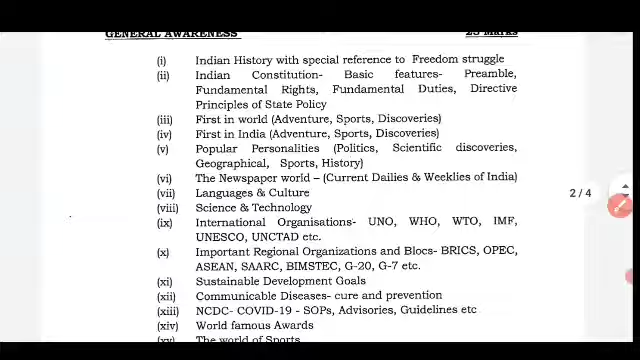 GENERAL AWARENESS 25 Marks
(i) Indian History with special reference to Freedom struggle
(ii) Indian Constitution- Basic features- Preamble,
Fundamental Rights, Fundamental Duties, Directive
Principles of State Policy
(iii) First in world (Adventure, Sports, Discoveries)
(iv) First in India (Adventure, Sports, Discoveries)
(v) Popular Personalities (Politics, Scientific discoveries,
Geographical, Sports, History)
(vi) The Newspaper world – (Current Dailies & Weeklies of India)
(vii) Languages & Culture
2/4
(viii) Science & Technology
(ix) International Organisations- UNO, WHO, WTO, IMF,
UNESCO, UNCTAD etc.
(x) Important Regional Organizations and Blocs- BRICS, OPEC,
ASEAN, SAARC, BIMSTEC, G-20, G-7 etc.
(xi) Sustainable Development Goals
(xii) Communicable Diseases- cure and prevention
(xiii) NCDC- COVID-19 - SOPs, Advisories, Guidelines etc
(xiv) World famous Awards
(xv) The world of Sports